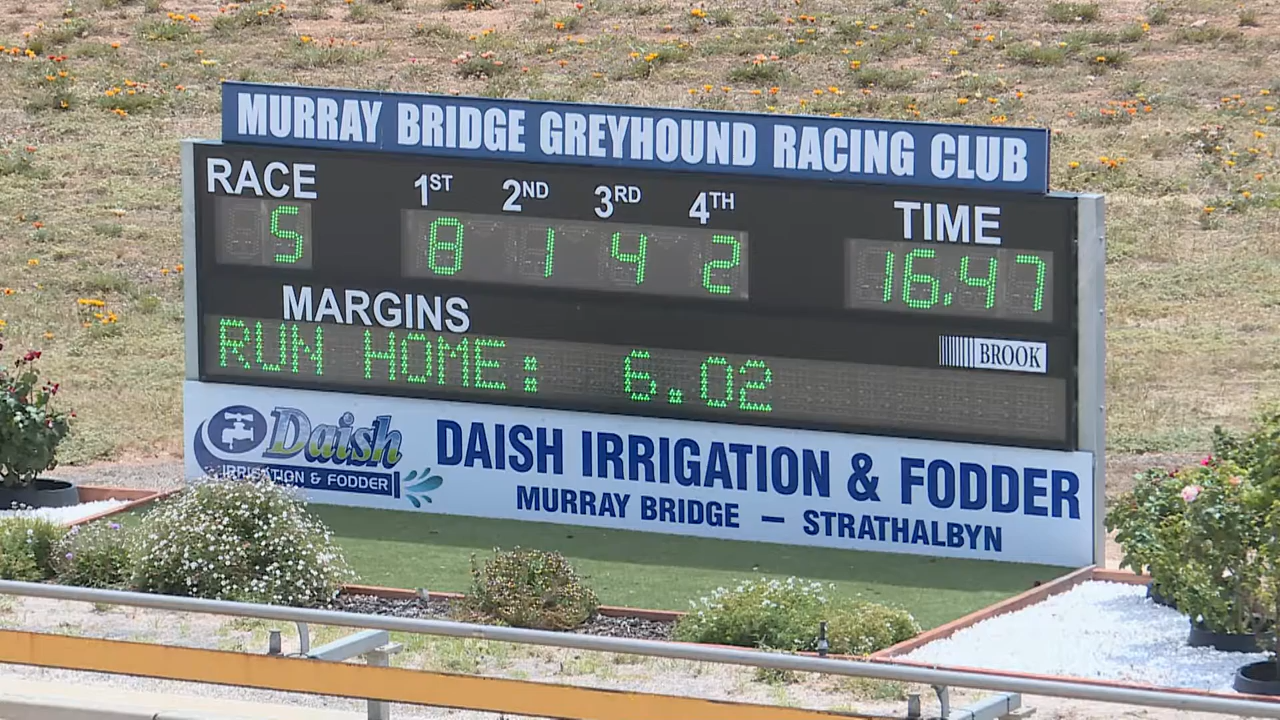 MURRAY BRIDGE GREYHOUND RACING CLUB
RACE 1ST 2ND 3RD 4TH TIME
5 8 1 4 2 16.47
MARGINS
RUN HOME: 6.02
BROOK
Daish
IRRIGATION & FODDER
DAISH IRRIGATION & FODDER
MURRAY BRIDGE – STRATHALBYN